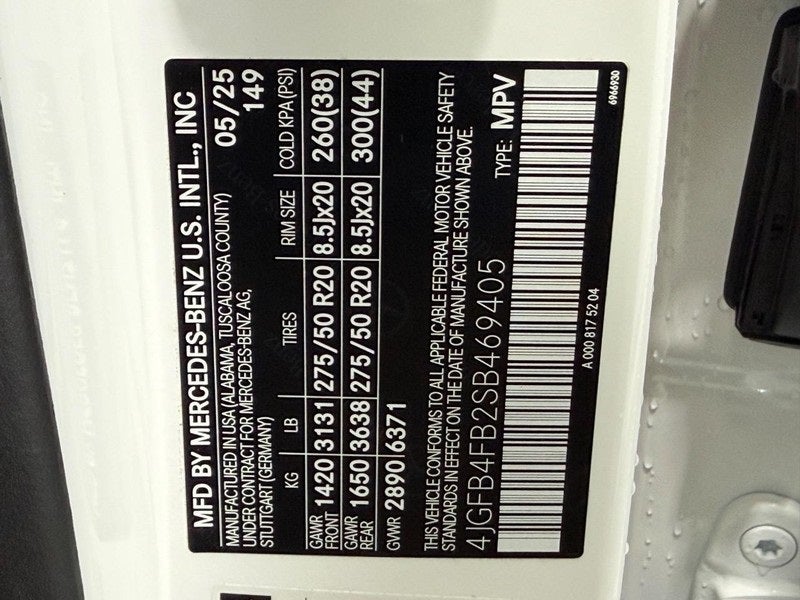 MFD BY MERCEDES-BENZ U.S. INTL., INC
MANUFACTURED IN USA (ALABAMA, TUSCALOOSA COUNTY) 05/25
UNDER CONTRACT FOR MERCEDES-BENZ AG, 149
STUTTGART (GERMANY)
KG LB TIRES RIM SIZE COLD KPA (PSI)
GAWR FRONT 1420 3131 275/50 R20 8.5Jx20 260(38)
GAWR REAR 1650 3638 275/50 R20 8.5Jx20 300(44)
GVWR 2890 6371
THIS VEHICLE CONFORMS TO ALL APPLICABLE FEDERAL MOTOR VEHICLE SAFETY
STANDARDS IN EFFECT ON THE DATE OF MANUFACTURE SHOWN ABOVE.
4JGFB4FB2SB469405 TYPE: MPV
A 000 817 52 04
6966930